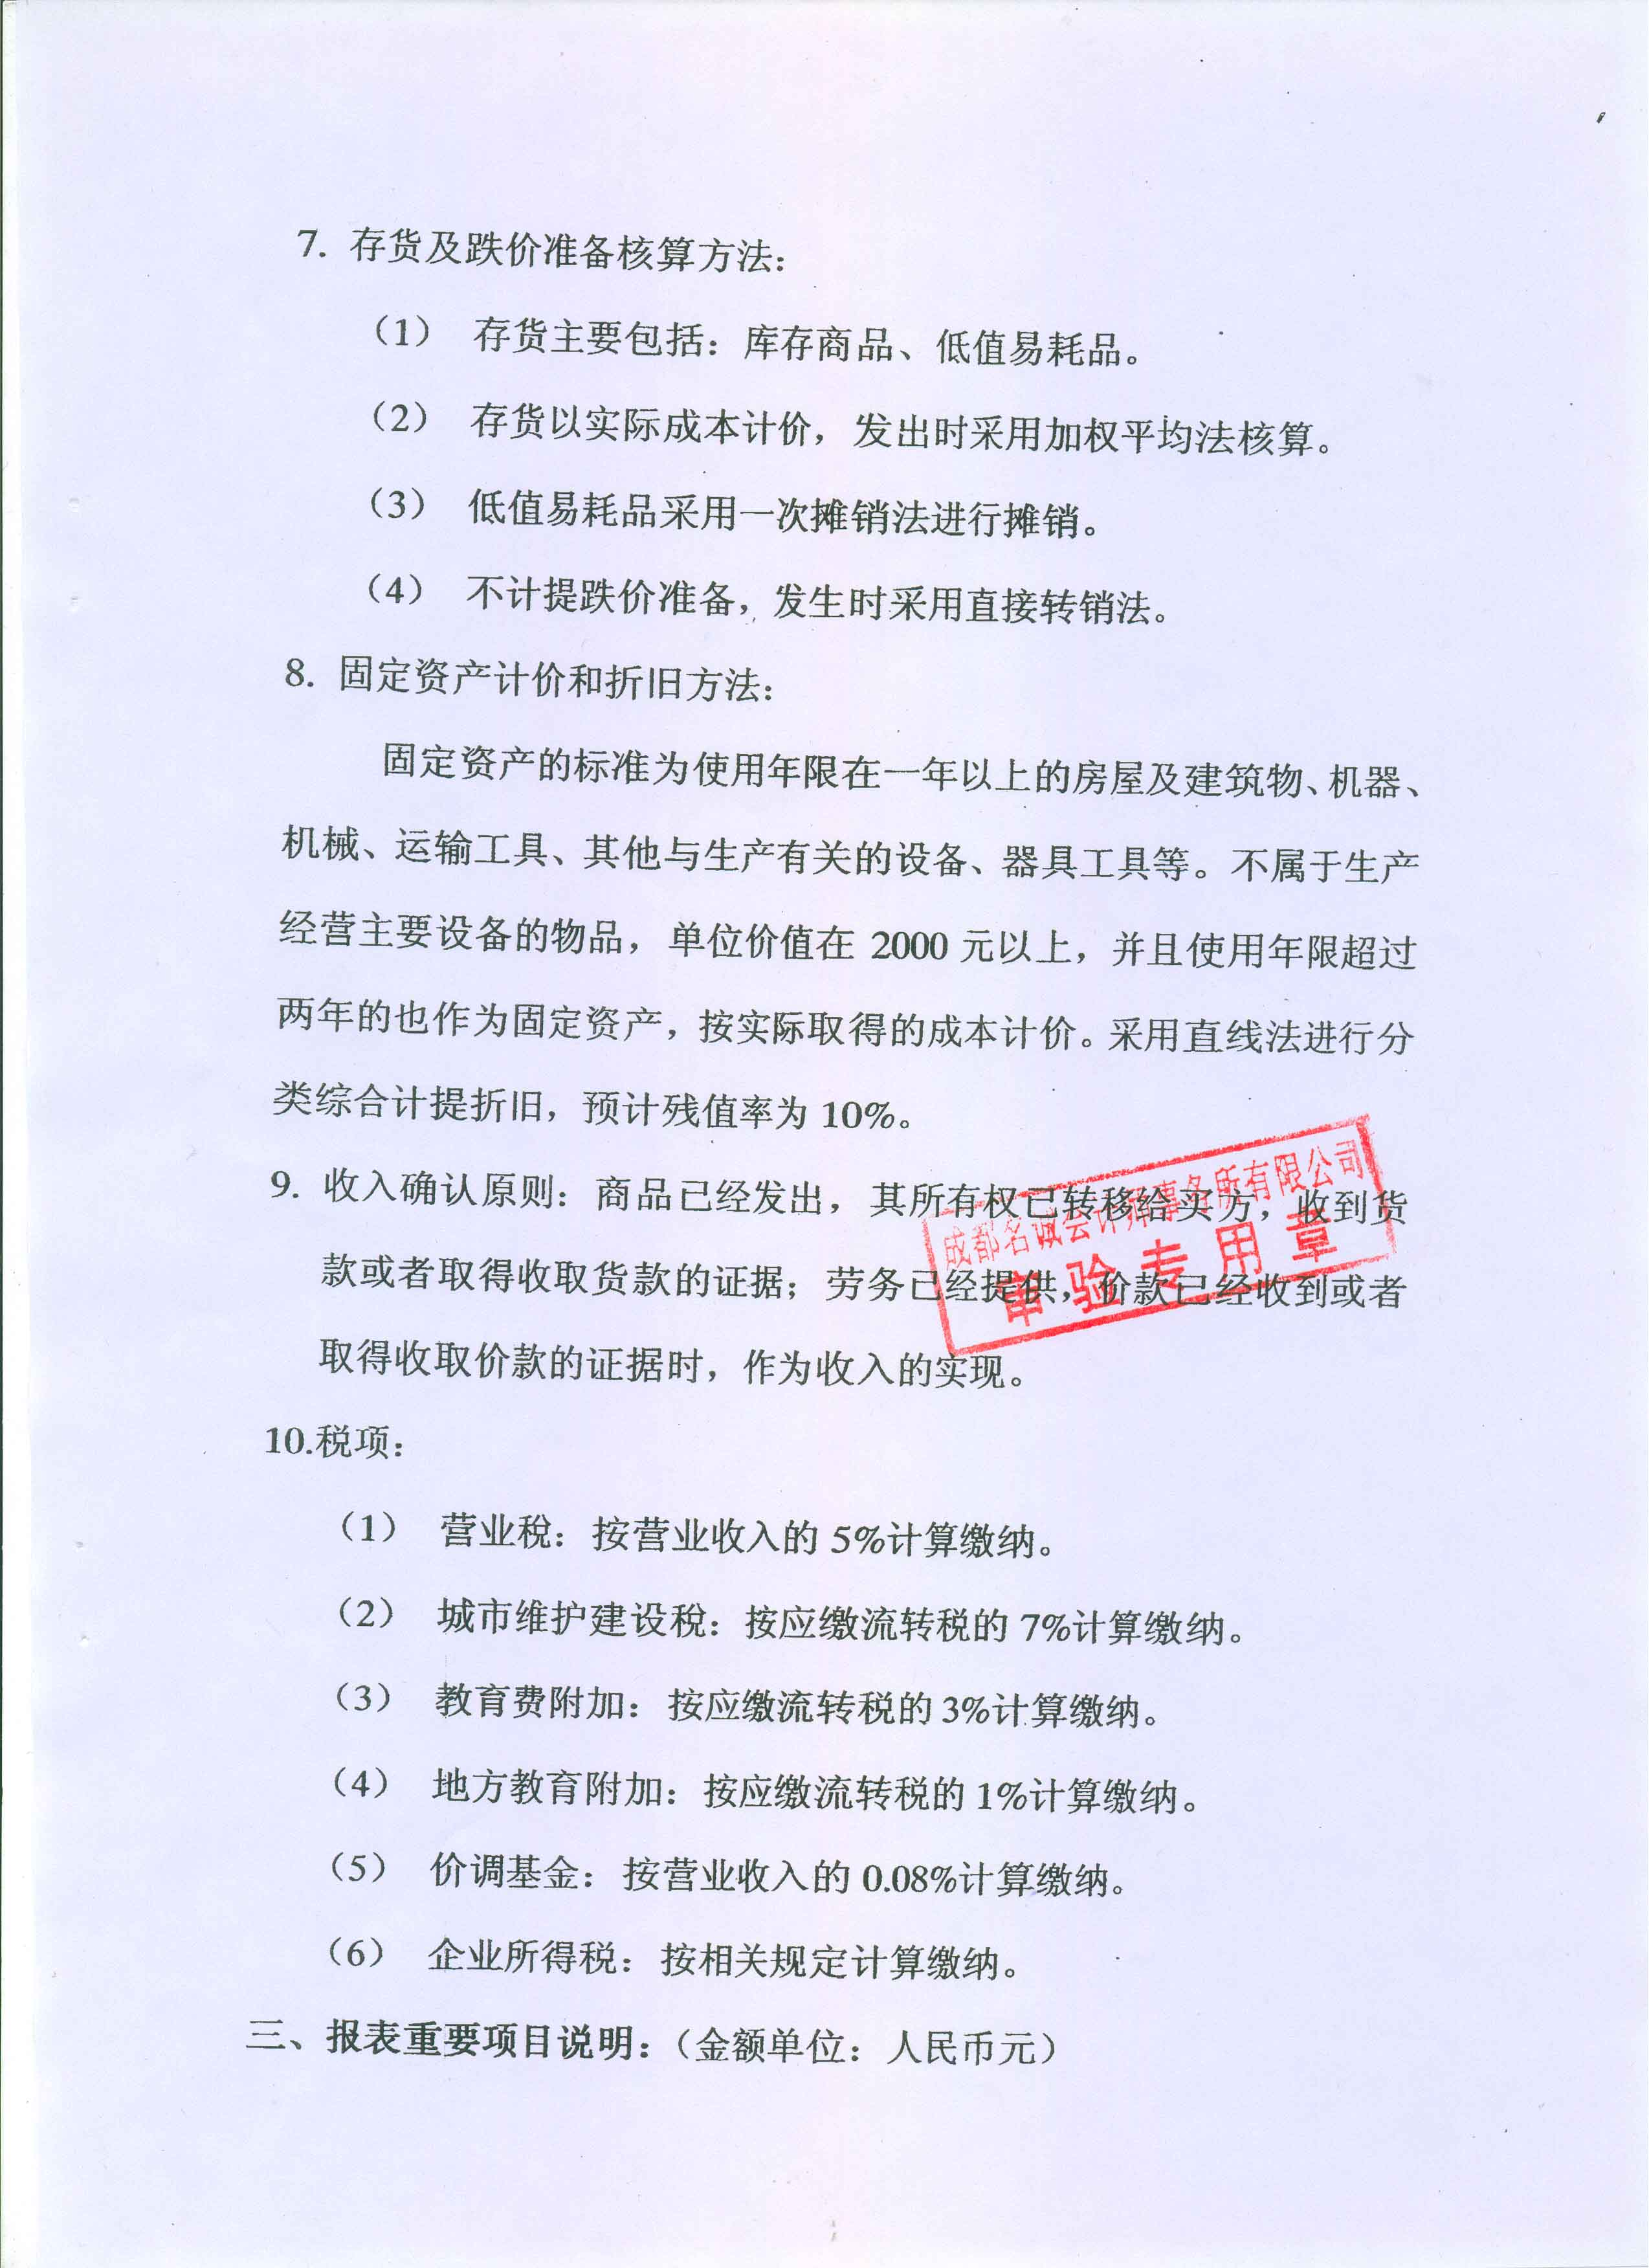 7. 存货及跌价准备核算方法：
（1） 存货主要包括：库存商品、低值易耗品。
（2） 存货以实际成本计价，发出时采用加权平均法核算。
（3） 低值易耗品采用一次摊销法进行摊销。
（4） 不计提跌价准备，发生时采用直接转销法。
8. 固定资产计价和折旧方法：
固定资产的标准为使用年限在一年以上的房屋及建筑物、机器、
机械、运输工具、其他与生产有关的设备、器具工具等。不属于生产
经营主要设备的物品，单位价值在 2000 元以上，并且使用年限超过
两年的也作为固定资产，按实际取得的成本计价。采用直线法进行分
类综合计提折旧，预计残值率为 10%。
9. 收入确认原则：商品已经发出，其所有权已转移给买方，收到货
款或者取得收取货款的证据；劳务已经提供，价款已经收到或者
取得收取价款的证据时，作为收入的实现。
成都名诚会计师事务所有限公司
审验专用章
10.税项：
（1） 营业税：按营业收入的 5%计算缴纳。
（2） 城市维护建设税：按应缴流转税的 7%计算缴纳。
（3） 教育费附加：按应缴流转税的 3%计算缴纳。
（4） 地方教育附加：按应缴流转税的 1%计算缴纳。
（5） 价调基金：按营业收入的 0.08%计算缴纳。
（6） 企业所得税：按相关规定计算缴纳。
三、报表重要项目说明：（金额单位：人民币元）